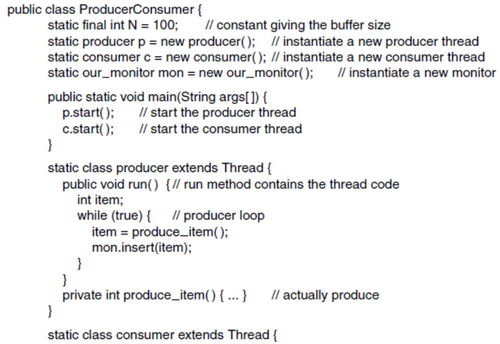 public class ProducerConsumer {
static final int N = 100; // constant giving the buffer size
static producer p = new producer( ); // instantiate a new producer thread
static consumer c = new consumer( ); // instantiate a new consumer thread
static our_monitor mon = new our_monitor( ); // instantiate a new monitor
public static void main(String args[ ]) {
p.start( ); // start the producer thread
c.start( ); // start the consumer thread
}
static class producer extends Thread {
public void run( ) { // run method contains the thread code
int item;
while (true) { // producer loop
item = produce_item( );
mon.insert(item);
}
}
private int produce_item( ) { ... } // actually produce
}
static class consumer extends Thread {